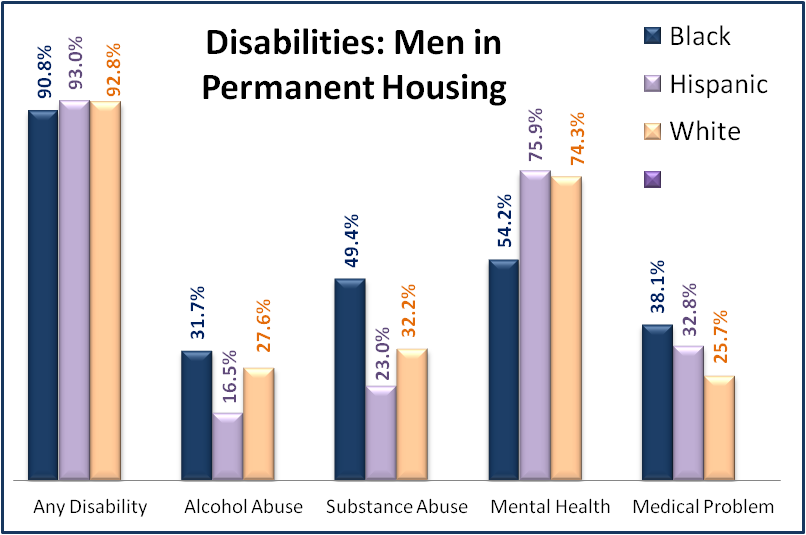 Disabilities: Men in
Permanent Housing
Black
Hispanic
White
90.8%
93.0%
92.8%
31.7%
16.5%
27.6%
49.4%
23.0%
32.2%
54.2%
75.9%
74.3%
38.1%
32.8%
25.7%
Any Disability
Alcohol Abuse
Substance Abuse
Mental Health
Medical Problem